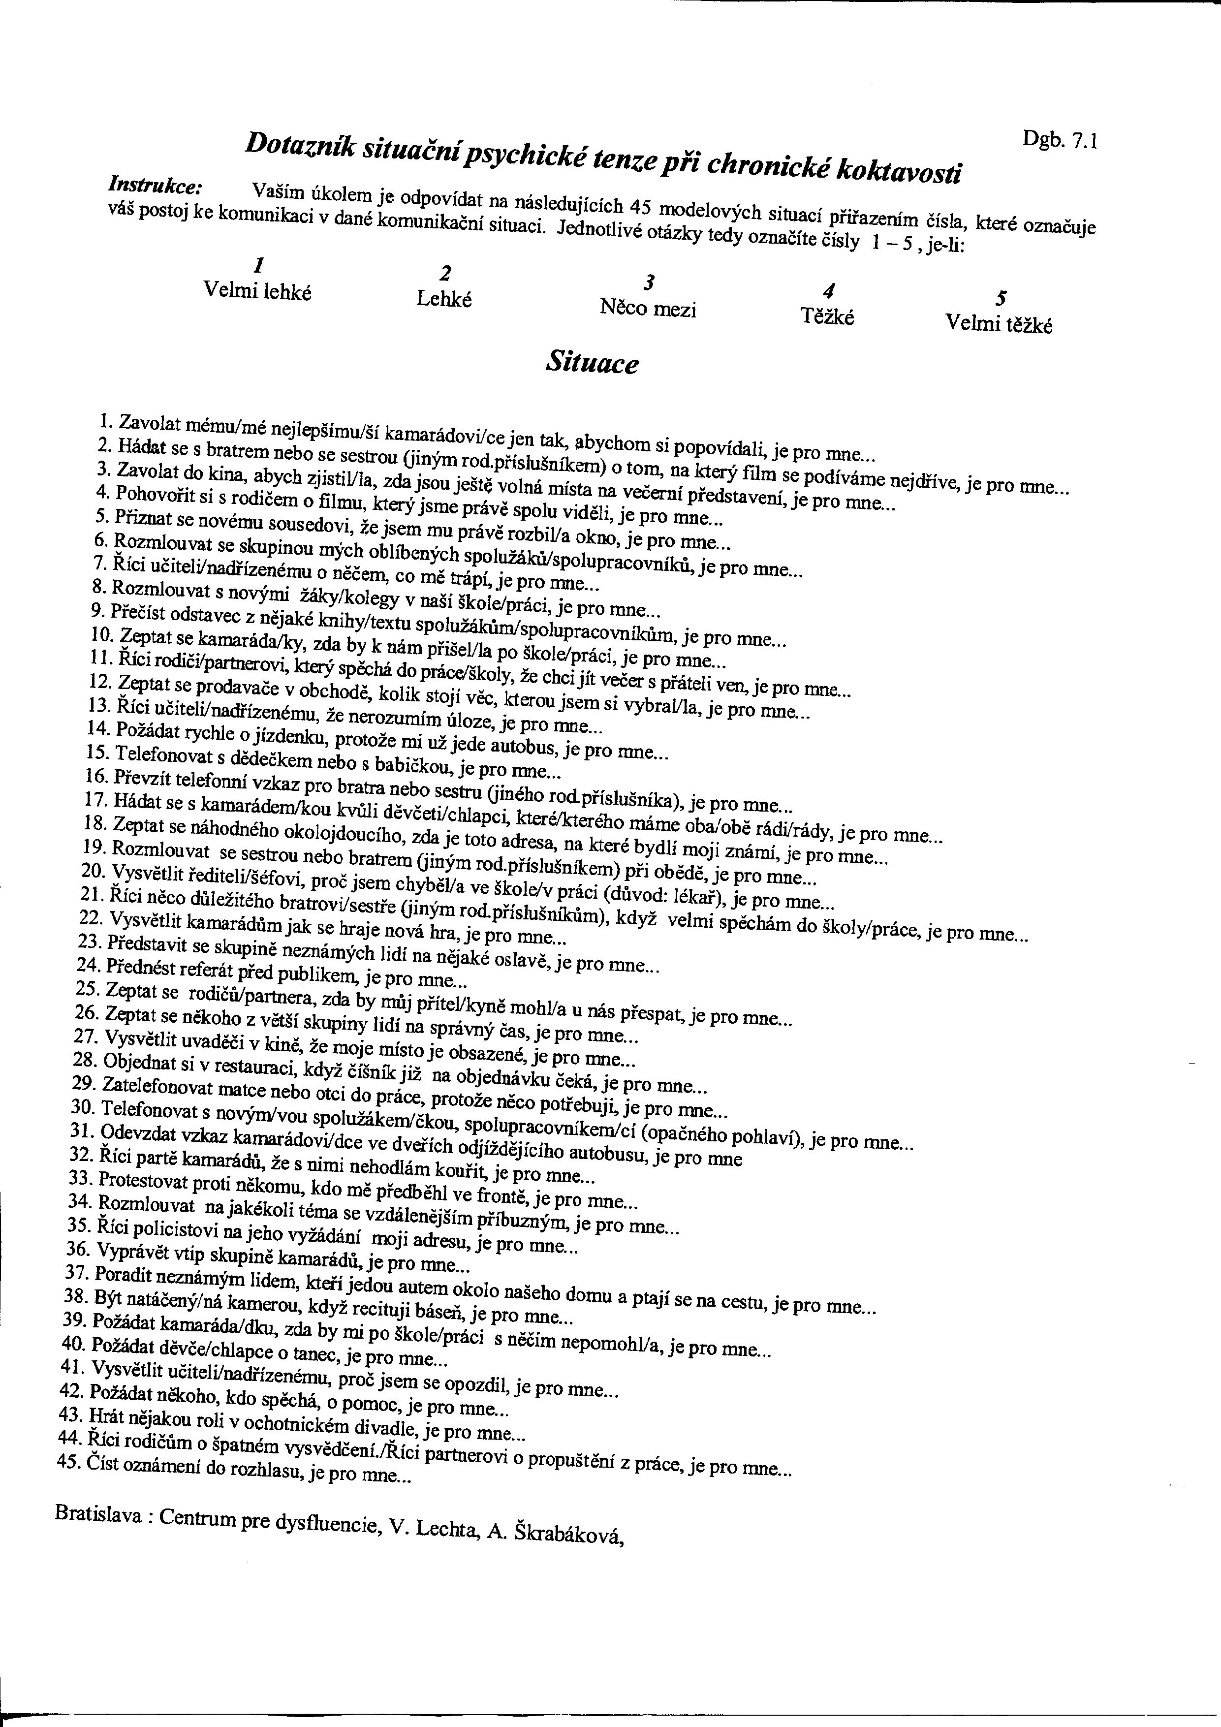 Dgb. 7.1
Dotazník situační psychické tenze při chronické koktavosti
Instrukce: Vaším úkolem je odpovídat na následujících 45 modelových situací přiřazením čísla, které označuje
váš postoj ke komunikaci v dané komunikační situaci. Jednotlivé otázky tedy označíte čísly 1 – 5 , je-li:
1 2 3 4 5
Velmi lehké Lehké Něco mezi Těžké Velmi těžké
Situace
1. Zavolat mému/mé nejlepšímu/ší kamarádovi/ce jen tak, abychom si popovídali, je pro mne...
2. Hádat se s bratrem nebo se sestrou (jiným rod.příslušníkem) o tom, na který film se podíváme nejdříve, je pro mne...
3. Zavolat do kina, abych zjistil/la, zda jsou ještě volná místa na večerní představení, je pro mne...
4. Pohovořit si s rodičem o filmu, který jsme právě spolu viděli, je pro mne...
5. Přiznat se novému sousedovi, že jsem mu právě rozbil/a okno, je pro mne...
6. Rozmlouvat se skupinou mých oblíbených spolužáků/spolupracovníků, je pro mne...
7. Říci učiteli/nadřízenému o něčem, co mě trápí, je pro mne...
8. Rozmlouvat s novými žáky/kolegy v naší škole/práci, je pro mne...
9. Přečíst odstavec z nějaké knihy/textu spolužákům/spolupracovníkům, je pro mne...
10. Zeptat se kamaráda/ky, zda by k nám přišel/la po škole/práci, je pro mne...
11. Říci rodiči/partnerovi, který spěchá do práce/školy, že chci jít večer s přáteli ven, je pro mne...
12. Zeptat se prodavače v obchodě, kolik stojí věc, kterou jsem si vybral/la, je pro mne...
13. Říci učiteli/nadřízenému, že nerozumím úloze, je pro mne...
14. Požádat rychle o jízdenku, protože mi už jede autobus, je pro mne...
15. Telefonovat s dědečkem nebo s babičkou, je pro mne...
16. Převzít telefonní vzkaz pro bratra nebo sestru (jiného rod.příslušníka), je pro mne...
17. Hádat se s kamarádem/kou kvůli děvčeti/chlapci, které/kterého máme oba/obě rádi/rády, je pro mne...
18. Zeptat se náhodného okolojdoucího, zda je toto adresa, na které bydlí moji známí, je pro mne...
19. Rozmlouvat se sestrou nebo bratrem (jiným rod.příslušníkem) při obědě, je pro mne...
20. Vysvětlit řediteli/šéfovi, proč jsem chyběl/a ve škole/v práci (důvod: lékař), je pro mne...
21. Říci něco důležitého bratrovi/sestře (jiným rod.příslušníkům), když velmi spěchám do školy/práce, je pro mne...
22. Vysvětlit kamarádům jak se hraje nová hra, je pro mne...
23. Představit se skupině neznámých lidí na nějaké oslavě, je pro mne...
24. Přednést referát před publikem, je pro mne...
25. Zeptat se rodičů/partnera, zda by můj přítel/kyně mohl/a u nás přespat, je pro mne...
26. Zeptat se někoho z větší skupiny lidí na správný čas, je pro mne...
27. Vysvětlit uvaděči v kině, že moje místo je obsazené, je pro mne...
28. Objednat si v restauraci, když číšník již na objednávku čeká, je pro mne...
29. Zatelefonovat matce nebo otci do práce, protože něco potřebuji, je pro mne...
30. Telefonovat s novým/vou spolužákem/čkou, spolupracovníkem/cí (opačného pohlaví), je pro mne...
31. Odevzdat vzkaz kamarádovi/dce ve dveřích odjíždějícího autobusu, je pro mne
32. Říci partě kamarádů, že s nimi nehodlám kouřit, je pro mne...
33. Protestovat proti někomu, kdo mě předběhl ve frontě, je pro mne...
34. Rozmlouvat na jakékoli téma se vzdálenějším příbuzným, je pro mne...
35. Říci policistovi na jeho vyžádání moji adresu, je pro mne...
36. Vyprávět vtip skupině kamarádů, je pro mne...
37. Poradit neznámým lidem, kteří jedou autem okolo našeho domu a ptají se na cestu, je pro mne...
38. Být natáčený/ná kamerou, když recituji báseň, je pro mne...
39. Požádat kamaráda/dku, zda by mi po škole/práci s něčím nepomohl/a, je pro mne...
40. Požádat děvče/chlapce o tanec, je pro mne...
41. Vysvětlit učiteli/nadřízenému, proč jsem se opozdil, je pro mne...
42. Požádat někoho, kdo spěchá, o pomoc, je pro mne...
43. Hrát nějakou roli v ochotnickém divadle, je pro mne...
44. Říci rodičům o špatném vysvědčení./Říci partnerovi o propuštění z práce, je pro mne...
45. Číst oznámení do rozhlasu, je pro mne...
Bratislava : Centrum pre dysfluencie, V. Lechta, A. Škrabáková,